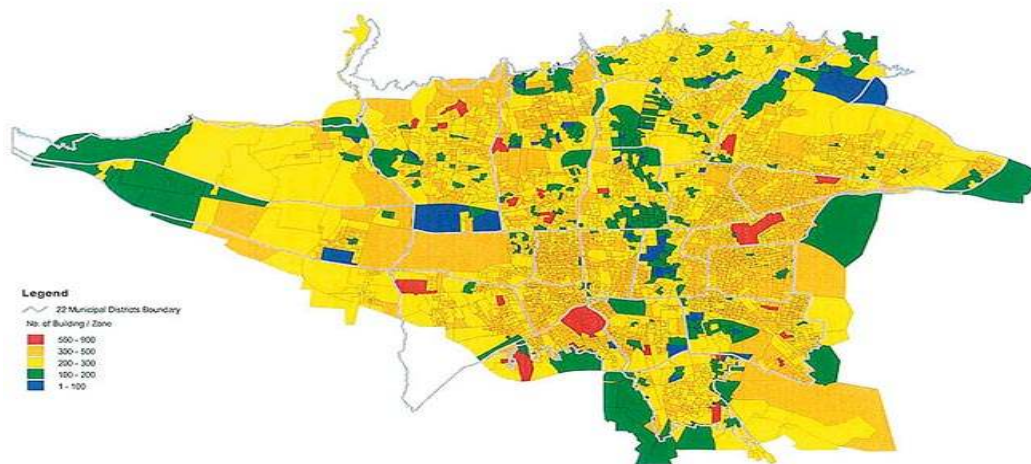 Legend
22 Municipal Districts Boundary
No. of Building / Zone
500 - 900
300 - 500
200 - 300
100 - 200
1 - 100